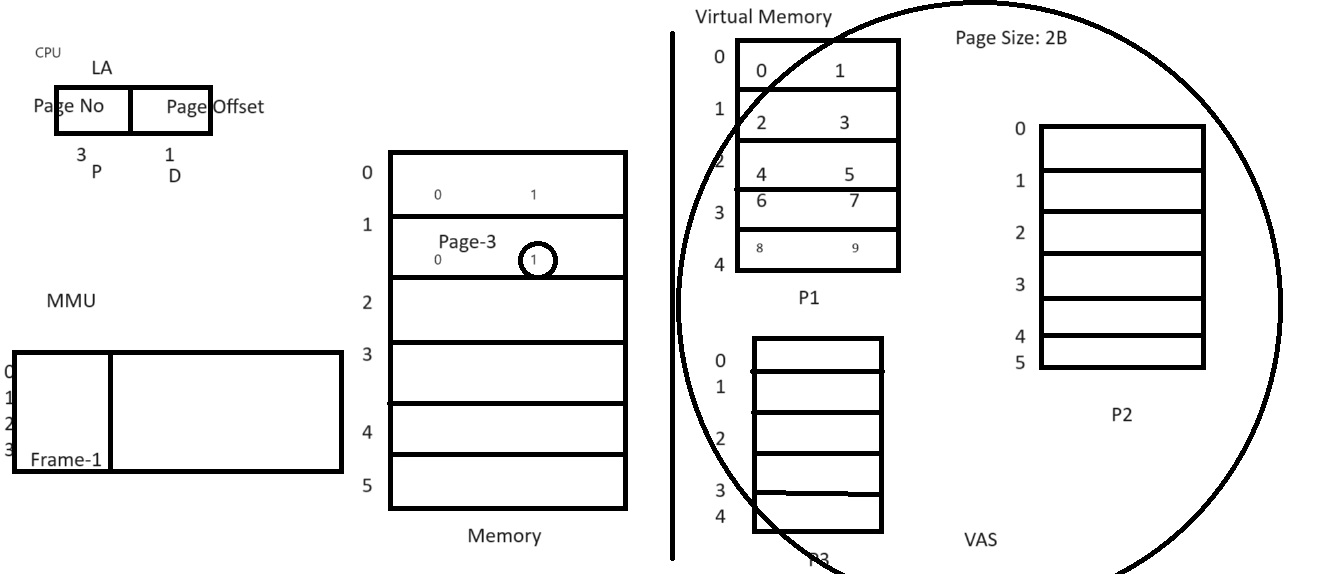 CPU
LA
Page No Page Offset
3 1
P D
MMU
0
1
2
3
Frame-1
0
0 1
1
Page-3
0 1
2
3
4
5
Memory
Virtual Memory
Page Size: 2B
0
0 1
1
2 3
2
4 5
6 7
3
8 9
4
P1
0
1
2
3
4
5
P2
0
1
2
3
4
P3
VAS